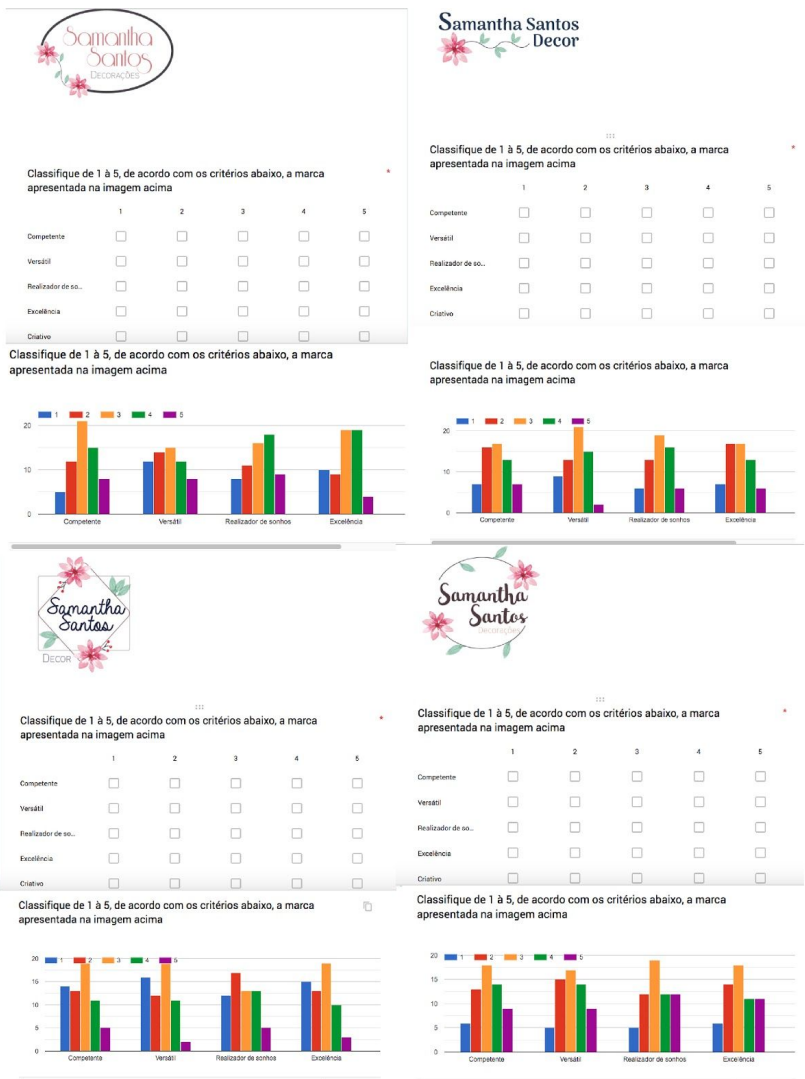 Samantha
Santos
DECORAÇÕES
Classifique de 1 à 5, de acordo com os critérios abaixo, a marca
apresentada na imagem acima
*
1 2 3 4 5
Competente
Versátil
Realizador de so...
Excelência
Criativo
Classifique de 1 à 5, de acordo com os critérios abaixo, a marca
apresentada na imagem acima
1 2 3 4 5
20
10
0
Competente Versátil Realizador de sonhos Excelência
Samantha Santos
Decor
Classifique de 1 à 5, de acordo com os critérios abaixo, a marca
apresentada na imagem acima
*
1 2 3 4 5
Competente
Versátil
Realizador de so...
Excelência
Criativo
Classifique de 1 à 5, de acordo com os critérios abaixo, a marca
apresentada na imagem acima
1 2 3 4 5
20
10
0
Competente Versátil Realizador de sonhos Excelência
Samantha
Santos
DECOR
Classifique de 1 à 5, de acordo com os critérios abaixo, a marca
apresentada na imagem acima
*
1 2 3 4 5
Competente
Versátil
Realizador de so...
Excelência
Criativo
Classifique de 1 à 5, de acordo com os critérios abaixo, a marca
apresentada na imagem acima
1 2 3 4 5
20
15
10
5
0
Competente Versátil Realizador de sonhos Excelência
Samantha
Santos
DECORAÇÕES
Classifique de 1 à 5, de acordo com os critérios abaixo, a marca
apresentada na imagem acima
*
1 2 3 4 5
Competente
Versátil
Realizador de so...
Excelência
Criativo
Classifique de 1 à 5, de acordo com os critérios abaixo, a marca
apresentada na imagem acima
1 2 3 4 5
20
15
10
5
0
Competente Versátil Realizador de sonhos Excelência